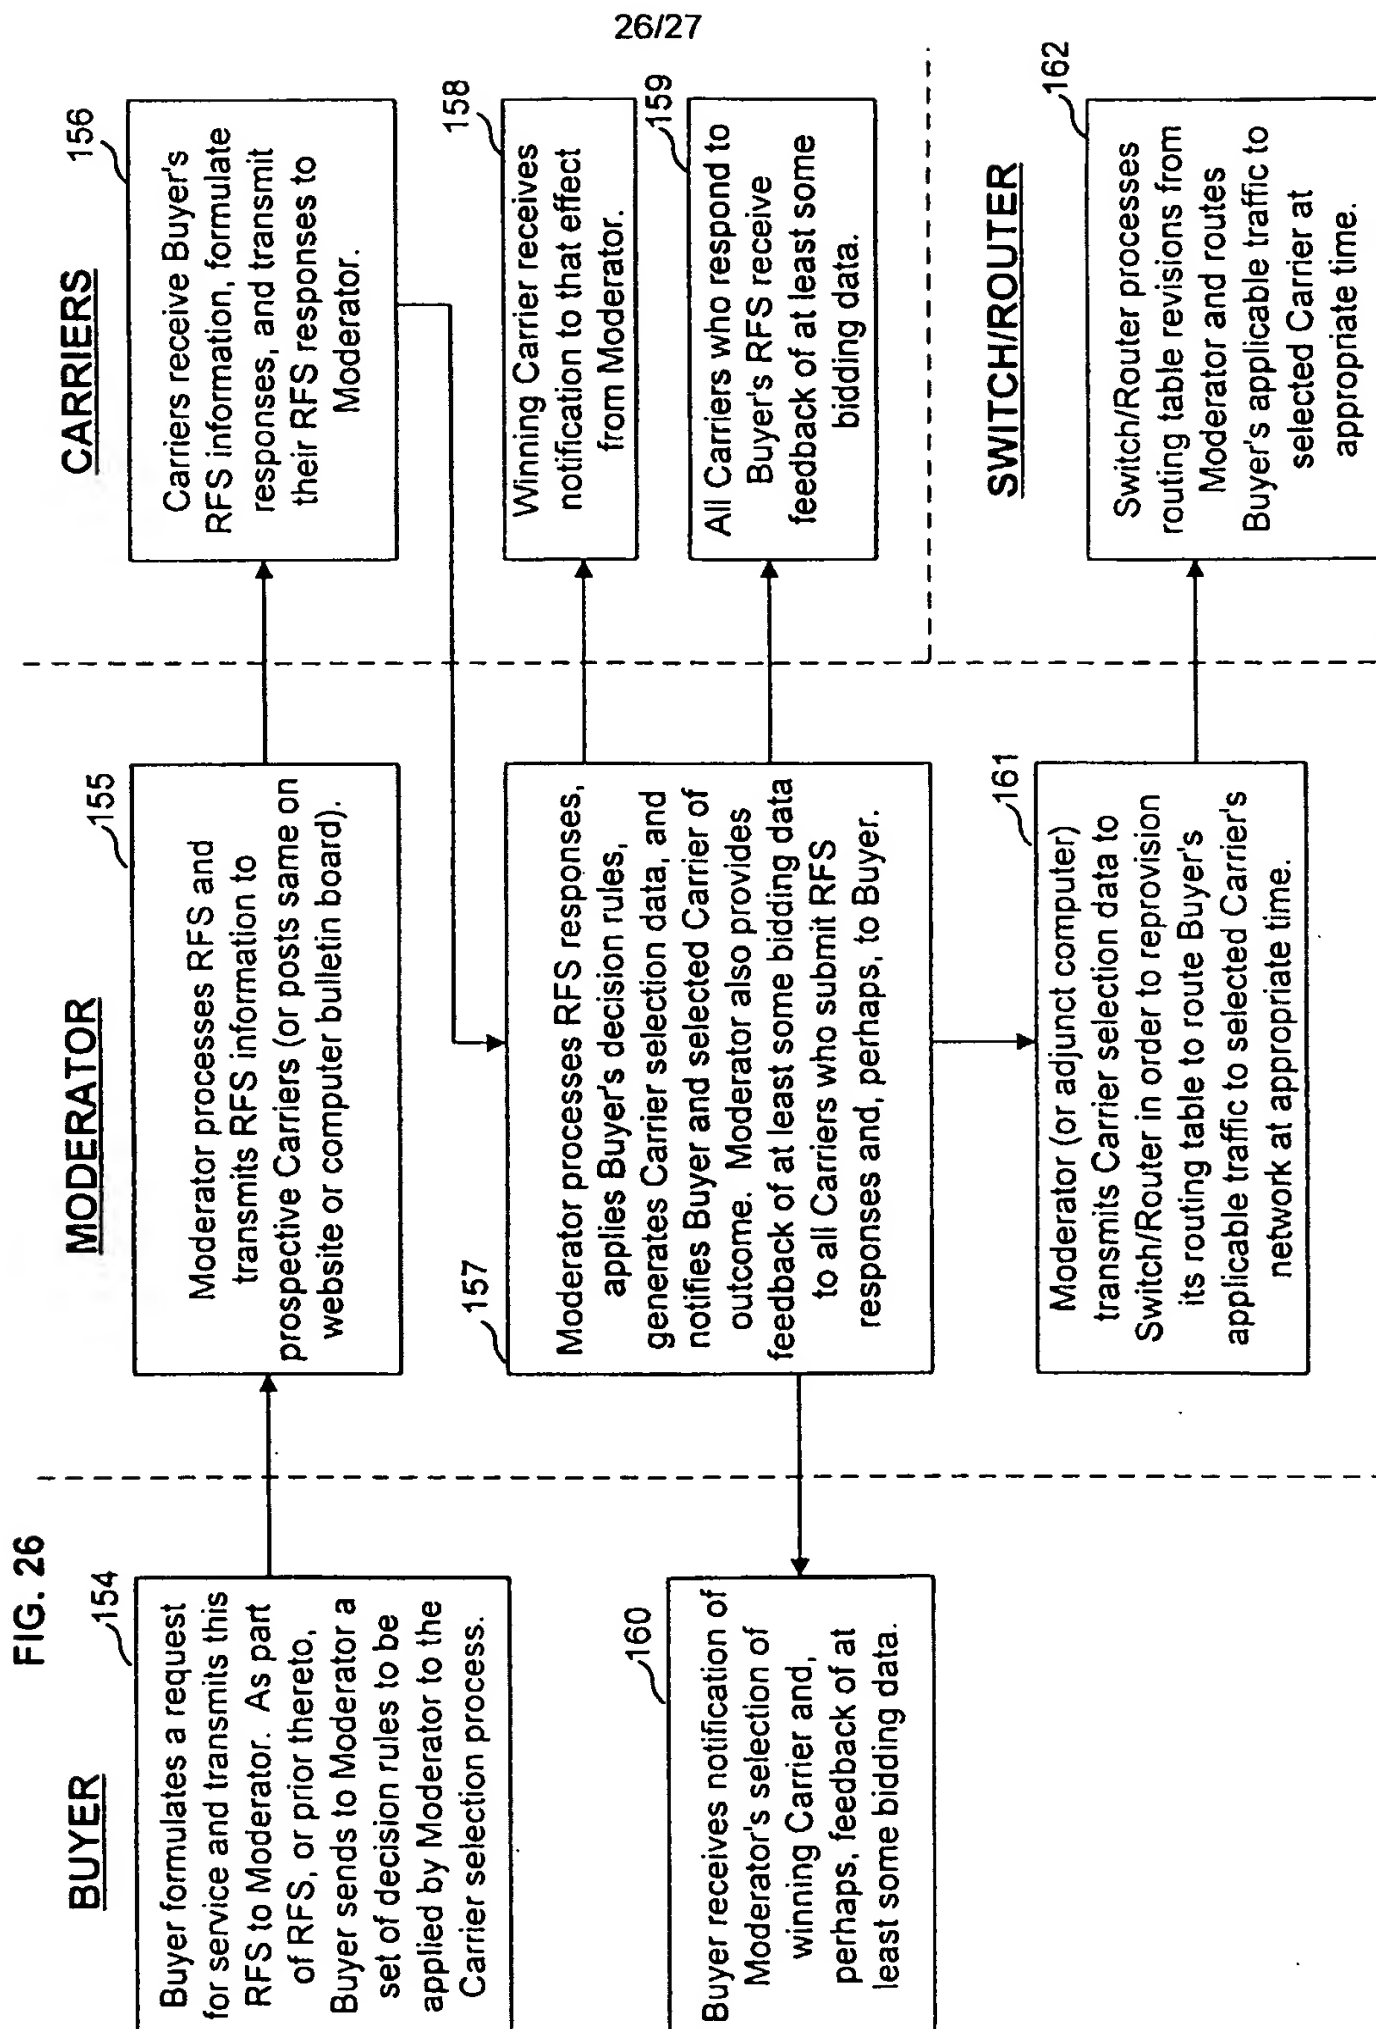 26/27
FIG. 26
BUYER
154
Buyer formulates a request
for service and transmits this
RFS to Moderator. As part
of RFS, or prior thereto,
Buyer sends to Moderator a
set of decision rules to be
applied by Moderator to the
Carrier selection process.
160
Buyer receives notification of
Moderator's selection of
winning Carrier and,
perhaps, feedback of at
least some bidding data.
MODERATOR
155
Moderator processes RFS and
transmits RFS information to
prospective Carriers (or posts same on
website or computer bulletin board).
157
Moderator processes RFS responses,
applies Buyer's decision rules,
generates Carrier selection data, and
notifies Buyer and selected Carrier of
outcome. Moderator also provides
feedback of at least some bidding data
to all Carriers who submit RFS
responses and, perhaps, to Buyer.
161
Moderator (or adjunct computer)
transmits Carrier selection data to
Switch/Router in order to reprovision
its routing table to route Buyer's
applicable traffic to selected Carrier's
network at appropriate time.
CARRIERS
156
Carriers receive Buyer's
RFS information, formulate
responses, and transmit
their RFS responses to
Moderator.
158
Winning Carrier receives
notification to that effect
from Moderator.
159
All Carriers who respond to
Buyer's RFS receive
feedback of at least some
bidding data.
SWITCH/ROUTER
162
Switch/Router processes
routing table revisions from
Moderator and routes
Buyer's applicable traffic to
selected Carrier at
appropriate time.